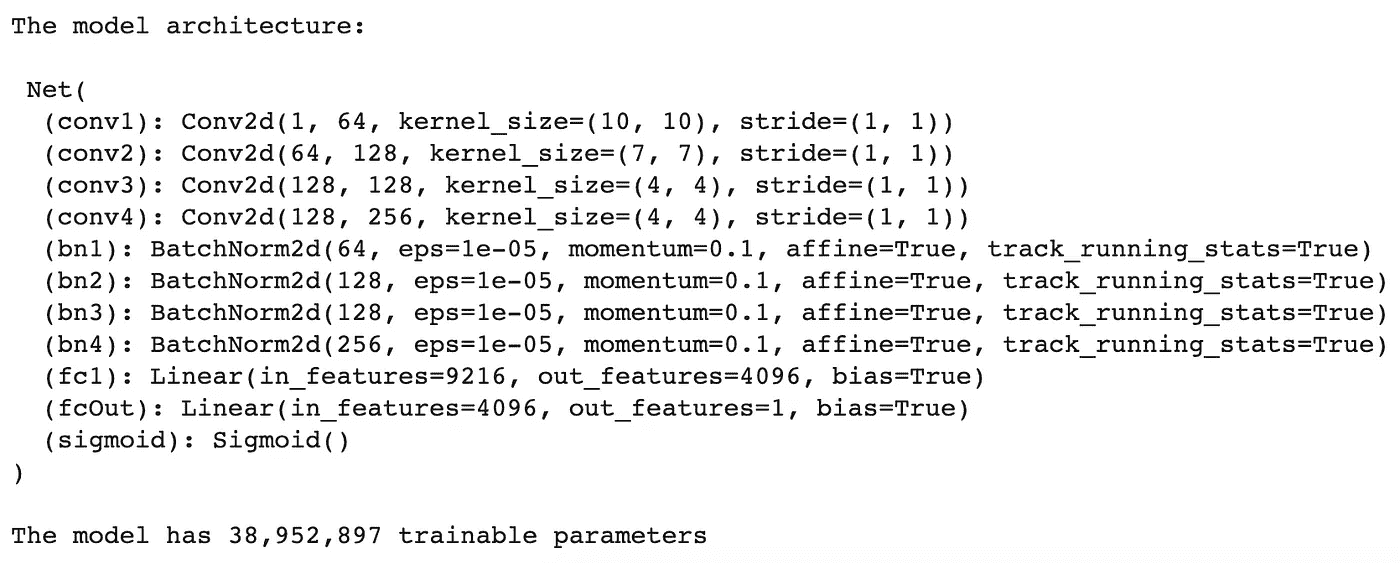 The model architecture:
Net(
(conv1): Conv2d(1, 64, kernel_size=(10, 10), stride=(1, 1))
(conv2): Conv2d(64, 128, kernel_size=(7, 7), stride=(1, 1))
(conv3): Conv2d(128, 128, kernel_size=(4, 4), stride=(1, 1))
(conv4): Conv2d(128, 256, kernel_size=(4, 4), stride=(1, 1))
(bn1): BatchNorm2d(64, eps=1e-05, momentum=0.1, affine=True, track_running_stats=True)
(bn2): BatchNorm2d(128, eps=1e-05, momentum=0.1, affine=True, track_running_stats=True)
(bn3): BatchNorm2d(128, eps=1e-05, momentum=0.1, affine=True, track_running_stats=True)
(bn4): BatchNorm2d(256, eps=1e-05, momentum=0.1, affine=True, track_running_stats=True)
(fc1): Linear(in_features=9216, out_features=4096, bias=True)
(fcOut): Linear(in_features=4096, out_features=1, bias=True)
(sigmoid): Sigmoid()
)
The model has 38,952,897 trainable parameters